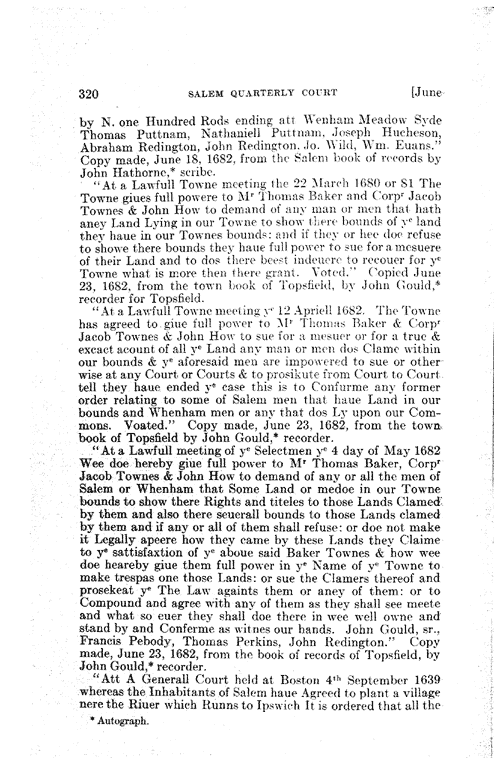 320 SALEM QUARTERLY COURT [June
by N. one Hundred Rods ending att Wenham Meadow Syde
Thomas Puttnam, Nathaniell Puttnam, Joseph Hucheson,
Abraham Redington, John Redington, Jo. Wild, Wm. Euans."
Copy made, June 18, 1682, from the Salem book of records by
John Hathorne,* scribe.
"At a Lawfull Towne meeting the 22 March 1680 or 81 The
Towne giues full powere to Mʳ Thomas Baker and Corpʳ Jacob
Townes & John How to demand of any man or men that hath
aney Land Lying in our Towne to show there bounds of yᵉ land
they haue in our Townes bounds: and if they or hee doe refuse
to showe there bounds they haue full power to sue for a mesuere
of their Land and to dos there beest indeuere to recouer for yᵉ
Towne what is more then there grant. Voted." Copied June
23, 1682, from the town book of Topsfield, by John Gould,*
recorder for Topsfield.
"At a Lawfull Towne meeting yᵉ 12 Apriell 1682. The Towne
has agreed to giue full power to Mʳ Thomas Baker & Corpʳ
Jacob Townes & John How to sue for a mesuer or for a true &
excact acount of all yᵉ Land any man or men dos Clame within
our bounds & yᵉ aforesaid men are impowered to sue or other
wise at any Court or Courts & to prosikute from Court to Court
tell they haue ended yᵉ case this is to Confurme any former
order relating to some of Salem men that haue Land in our
bounds and Whenham men or any that dos Ly upon our Com-
mons. Voated." Copy made, June 23, 1682, from the town
book of Topsfield by John Gould,* recorder.
"At a Lawfull meeting of yᵉ Selectmen yᵉ 4 day of May 1682
Wee doe hereby giue full power to Mʳ Thomas Baker, Corpʳ
Jacob Townes & John How to demand of any or all the men of
Salem or Whenham that Some Land or medoe in our Towne
bounds to show there Rights and titeles to those Lands Clamed
by them and also there seuerall bounds to those Lands clamed
by them and if any or all of them shall refuse: or doe not make
it Legally apeere how they came by these Lands they Claime
to yᵉ sattisfaxtion of yᵉ aboue said Baker Townes & how wee
doe heareby giue them full power in yᵉ Name of yᵉ Towne to
make trespas one those Lands: or sue the Clamers thereof and
prosekeat yᵉ The Law againts them or aney of them: or to
Compound and agree with any of them as they shall see meete
and what so euer they shall doe there in wee well owne and
stand by and Conferme as witnes our hands. John Gould, sr.,
Francis Pebody, Thomas Perkins, John Redington." Copy
made, June 23, 1682, from the book of records of Topsfield, by
John Gould,* recorder.
"Att A Generall Court held at Boston 4ᵗʰ September 1639
whereas the Inhabitants of Salem haue Agreed to plant a village
nere the Riuer which Runns to Ipswich It is ordered that all the
* Autograph.